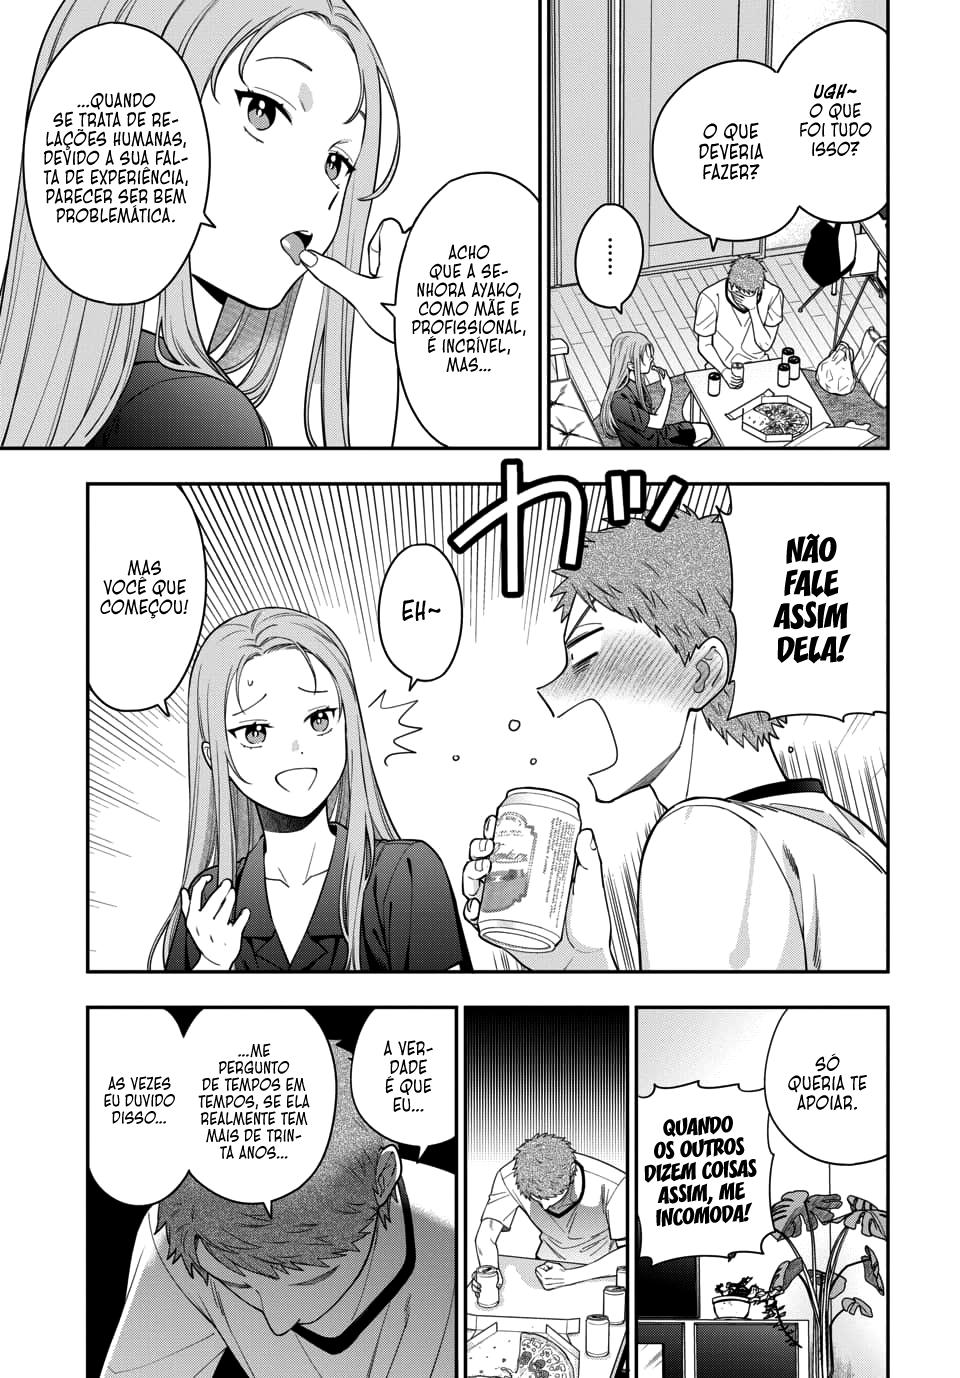 UGH~
O QUE
FOI TUDO
ISSO?
O QUE
DEVERIA
FAZER?
......
ACHO
QUE A SE-
NHORA AYAKO,
COMO MÃE E
PROFISSIONAL,
É INCRÍVEL,
MAS...
...QUANDO
SE TRATA DE RE-
LAÇÕES HUMANAS,
DEVIDO A SUA FAL-
TA DE EXPERIÊNCIA,
PARECER SER BEM
PROBLEMÁTICA.
NÃO
FALE
ASSIM
DELA!
カッ
EH~
MAS
VOCÊ QUE
COMEÇOU!
SÓ
QUERIA TE
APOIAR.
QUANDO
OS OUTROS
DIZEM COISAS
ASSIM, ME
INCOMODA!
A VER-
DADE
É QUE
EU...
...ME
PERGUNTO
DE TEMPOS EM
TEMPOS, SE ELA
REALMENTE TEM
MAIS DE TRIN-
TA ANOS...
AS VEZES
EU DUVIDO
DISSO...